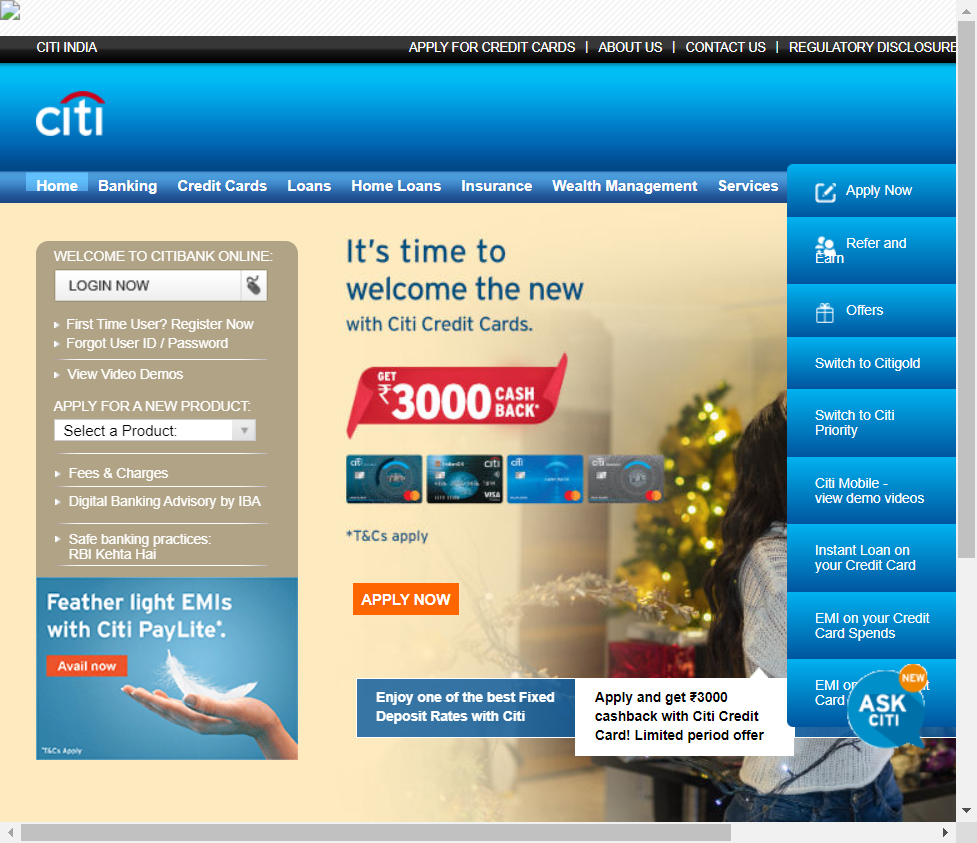 CITI INDIA
APPLY FOR CREDIT CARDS | ABOUT US | CONTACT US | REGULATORY DISCLOSURE
citi
Home Banking Credit Cards Loans Home Loans Insurance Wealth Management Services
WELCOME TO CITIBANK ONLINE:
LOGIN NOW
First Time User? Register Now
Forgot User ID / Password
View Video Demos
APPLY FOR A NEW PRODUCT:
Select a Product:
Fees & Charges
Digital Banking Advisory by IBA
Safe banking practices:
RBI Kehta Hai
Feather light EMIs
with Citi PayLite*.
Avail now
*T&Cs Apply
It's time to
welcome the new
with Citi Credit Cards.
GET
₹3000 CASH
BACK*
citi
citi
VISA
citi
citi
*T&Cs apply
APPLY NOW
Enjoy one of the best Fixed
Deposit Rates with Citi
Apply and get ₹3000
cashback with Citi Credit
Card! Limited period offer
Apply Now
Refer and
Earn
Offers
Switch to Citigold
Switch to Citi
Priority
Citi Mobile -
view demo videos
Instant Loan on
your Credit Card
EMI on your Credit
Card Spends
EMI
Card
NEW
ASK
CITI